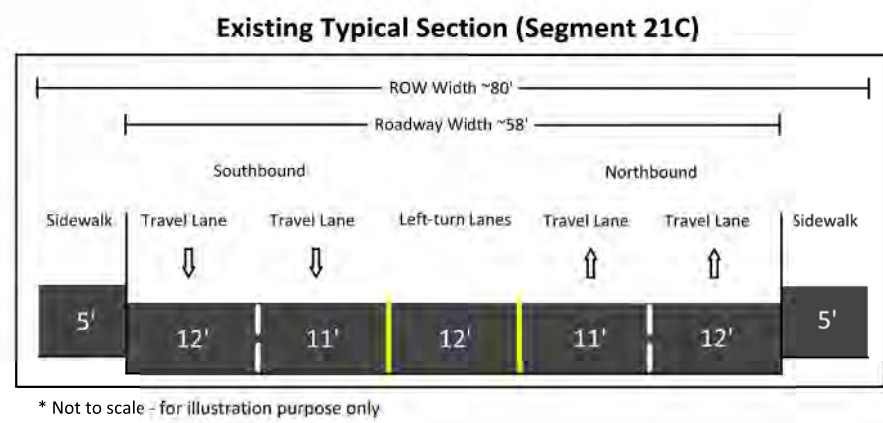 Existing Typical Section (Segment 21C)
ROW Width ~80'
Roadway Width ~58'
Southbound
Northbound
Sidewalk
Travel Lane
Travel Lane
Left-turn Lanes
Travel Lane
Travel Lane
Sidewalk
5'
12'
11'
12'
11'
12'
5'
* Not to scale - for illustration purpose only